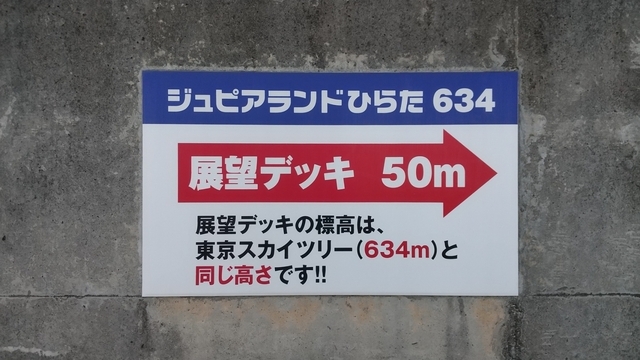 ジュピアランドひらた 634
展望デッキ 50m
展望デッキの標高は、
東京スカイツリー(634m)と
同じ高さです!!